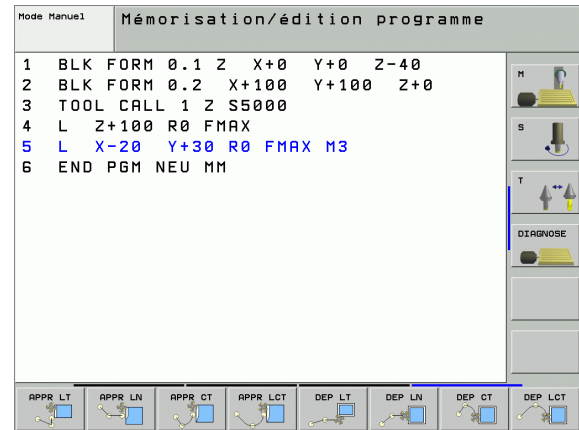 Mode Manuel
Mémorisation/édition programme
1 BLK FORM 0.1 Z X+0 Y+0 Z-40
2 BLK FORM 0.2 X+100 Y+100 Z+0
3 TOOL CALL 1 Z S5000
4 L Z+100 R0 FMAX
5 L X-20 Y+30 R0 FMAX M3
6 END PGM NEU MM
M
S
T
DIAGNOSE
APPR LT APPR LN APPR CT APPR LCT DEP LT DEP LN DEP CT DEP LCT